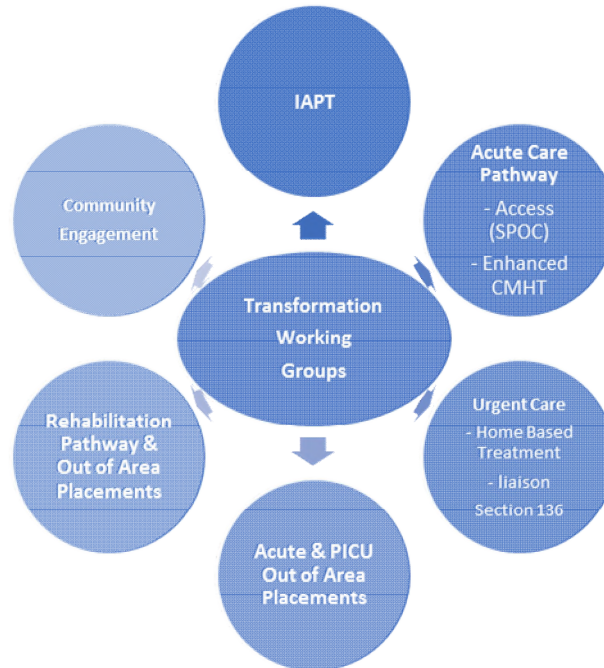 IAPT
Acute Care
Pathway
- Access
(SPOC)
- Enhanced
CMHT
Community
Engagement
Transformation
Working
Groups
Urgent Care
- Home Based
Treatment
- liaison
Section 136
Rehabilitation
Pathway &
Out of Area
Placements
Acute & PICU
Out of Area
Placements